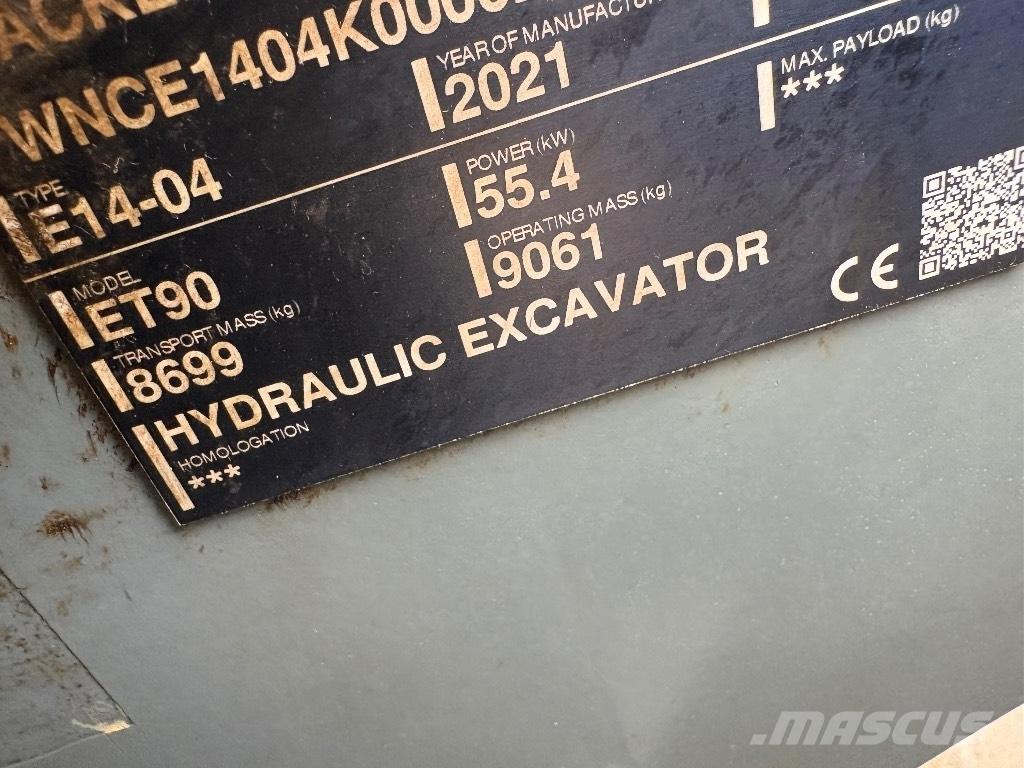 WNCE1404K000
YEAR OF MANUFACTUR
2021
MAX. PAYLOAD (kg)
***
TYPE
E14-04
POWER (kW)
55.4
MODEL
ET90
OPERATING MASS (kg)
9061
TRANSPORT MASS (kg)
8699
HYDRAULIC EXCAVATOR
CE
HOMOLOGATION
***
MASCUS